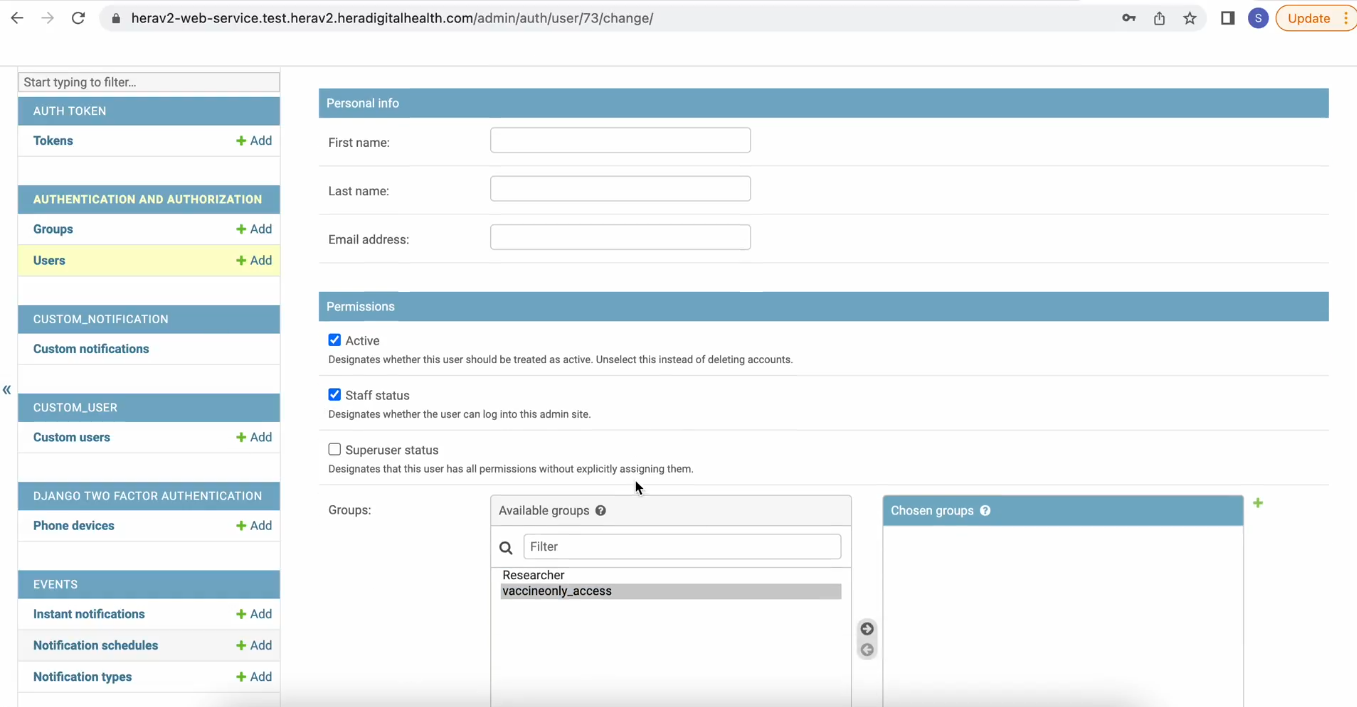 herav2-web-service.test.herav2.heradigitalhealth.com/admin/auth/user/73/change/
S
Update
Start typing to filter...
AUTH TOKEN
Tokens
Add
AUTHENTICATION AND AUTHORIZATION
Groups
Add
Users
Add
CUSTOM_NOTIFICATION
Custom notifications
«
CUSTOM_USER
Custom users
Add
DJANGO TWO FACTOR AUTHENTICATION
Phone devices
Add
EVENTS
Instant notifications
Add
Notification schedules
Add
Notification types
Add
Personal info
First name:
Last name:
Email address:
Permissions
Active
Designates whether this user should be treated as active. Unselect this instead of deleting accounts.
Staff status
Designates whether the user can log into this admin site.
Superuser status
Designates that this user has all permissions without explicitly assigning them.
Groups:
Available groups ?
Filter
Researcher
vaccineonly_access
Chosen groups ?